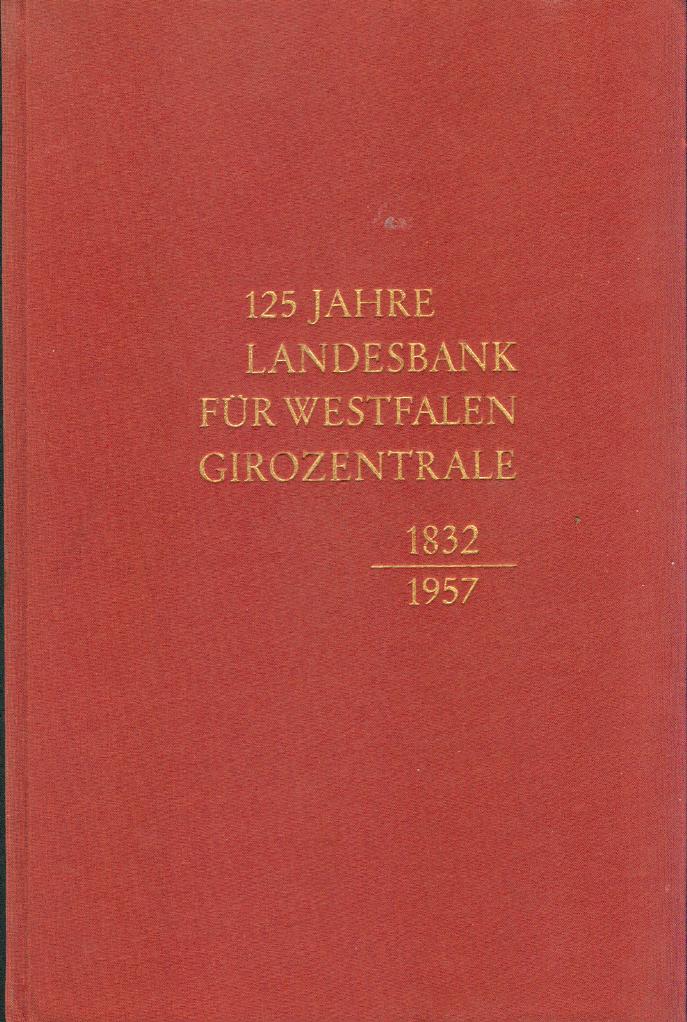 125 JAHRE
LANDESBANK
FÜR WESTFALEN
GIROZENTRALE
1832
1957